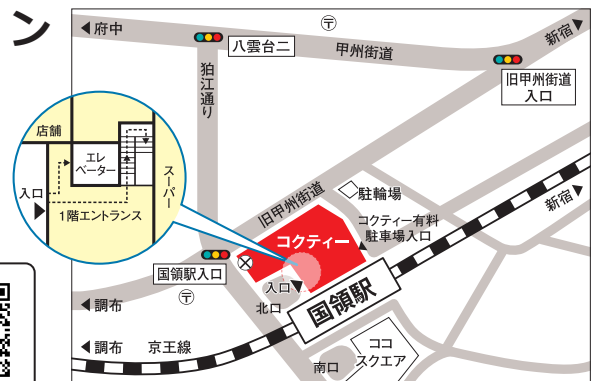 ン
府中
〒
八雲台二
甲州街道
新宿
旧甲州街道
入口
狛江通り
店舗
エレ
ベーター
スーパー
入口
1階エントランス
旧甲州街道
駐輪場
コクティー有料
駐車場入口
新宿
コクティー
国領駅入口
〒
入口
北口
国領駅
調布
調布
京王線
南口
ココ
スクエア